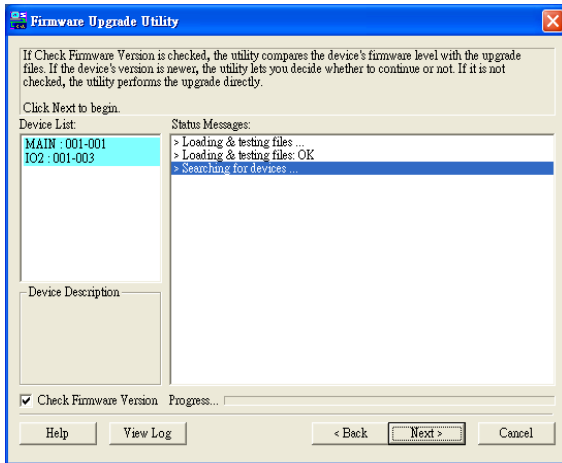 Firmware Upgrade Utility
If Check Firmware Version is checked, the utility compares the device's firmware level with the upgrade
files. If the device's version is newer, the utility lets you decide whether to continue or not. If it is not
checked, the utility performs the upgrade directly.
Click Next to begin.
Device List:
Status Messages:
MAIN : 001-001
IO2 : 001-003
> Loading & testing files ...
> Loading & testing files: OK
> Searching for devices ...
Device Description
Check Firmware Version
Progress...
Help
View Log
< Back
Next >
Cancel